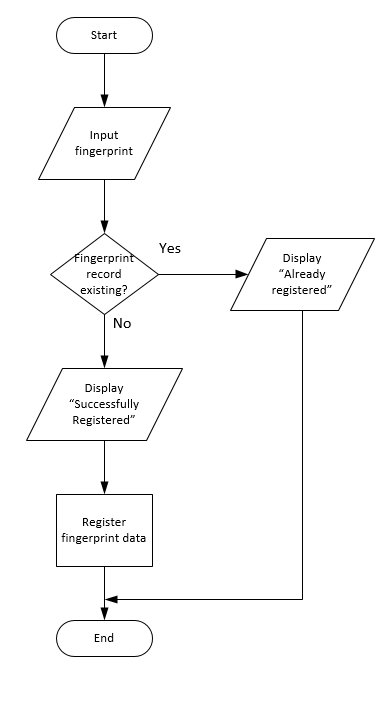 Start
Input
fingerprint
Fingerprint
record
existing?
Yes
Display
“Already
registered”
No
Display
“Successfully
Registered”
Register
fingerprint data
End